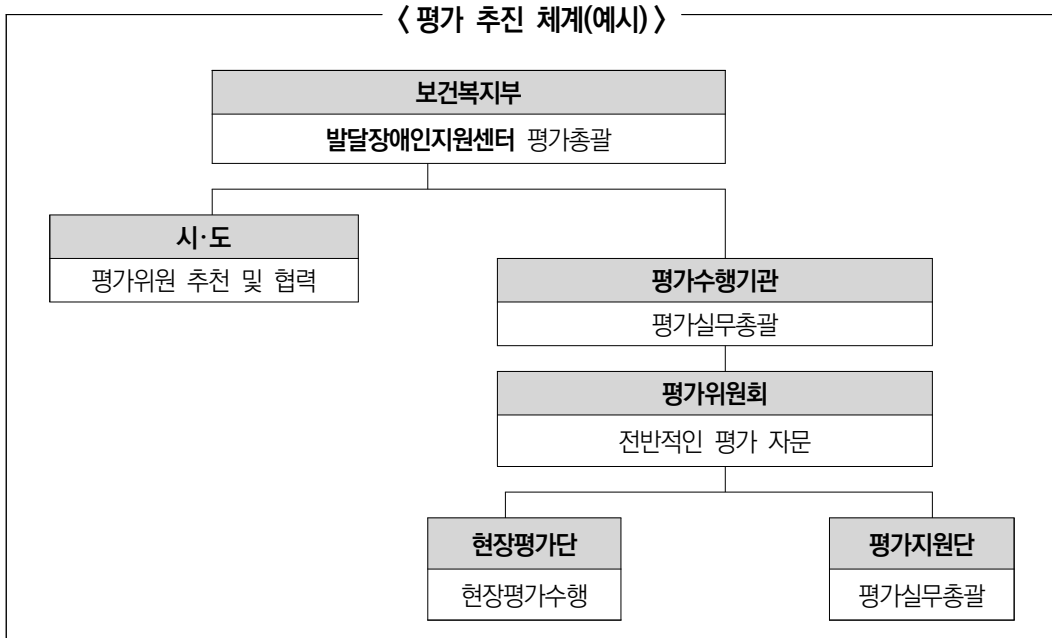 〈 평가 추진 체계(예시) 〉
보건복지부
발달장애인지원센터 평가총괄
시·도
평가위원 추천 및 협력
평가수행기관
평가실무총괄
평가위원회
전반적인 평가 자문
현장평가단
현장평가수행
평가지원단
평가실무총괄